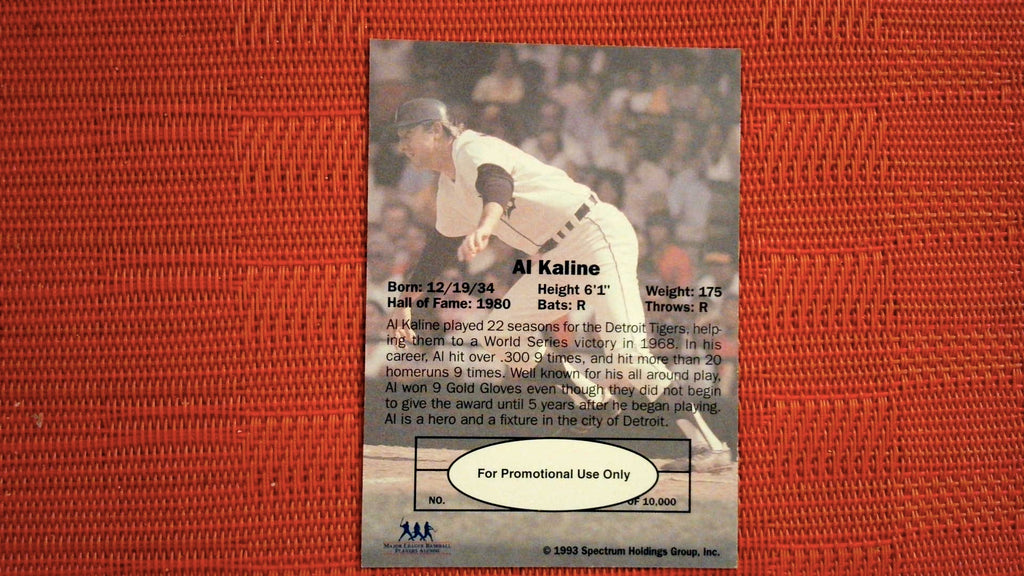 Al Kaline
Born: 12/19/34 Height 6'1" Weight: 175
Hall of Fame: 1980 Bats: R Throws: R
Al Kaline played 22 seasons for the Detroit Tigers, help-
ing them to a World Series victory in 1968. In his
career, Al hit over .300 9 times, and hit more than 20
homeruns 9 times. Well known for his all around play,
Al won 9 Gold Gloves even though they did not begin
to give the award until 5 years after he began playing.
Al is a hero and a fixture in the city of Detroit.
For Promotional Use Only
NO. OF 10,000
Major League Baseball
Players Alumni
© 1993 Spectrum Holdings Group, Inc.